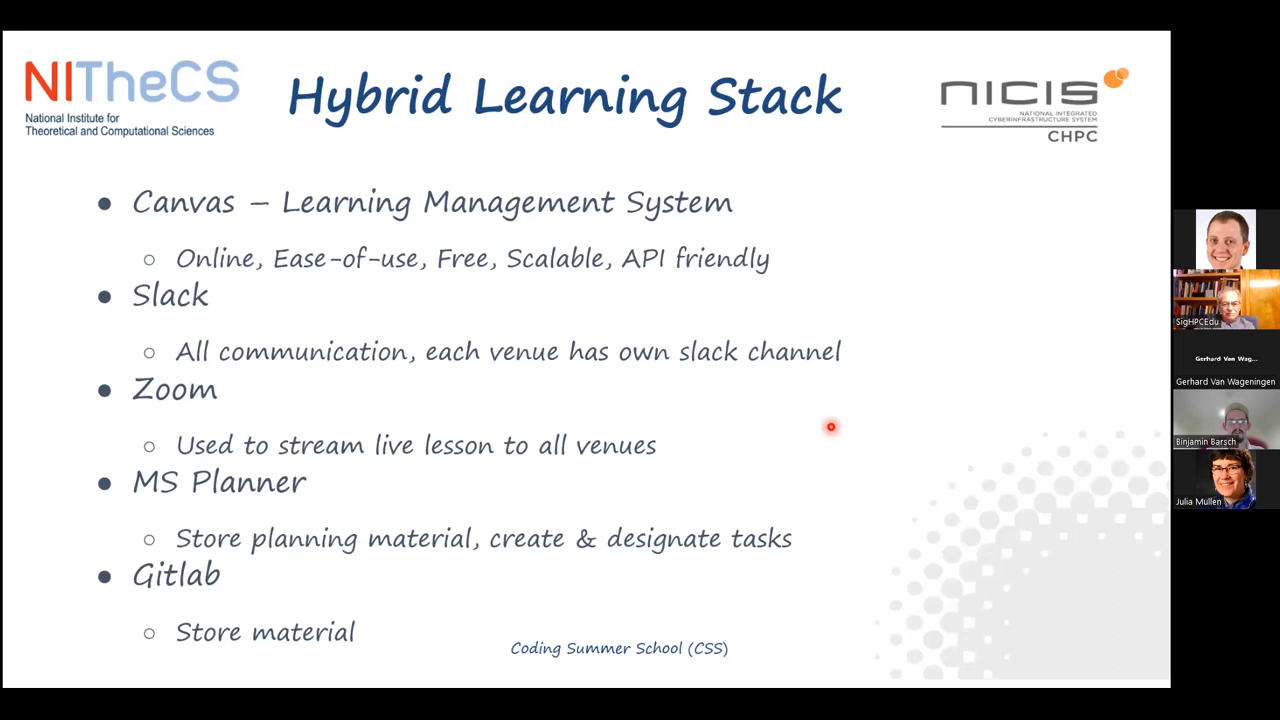 NITheCS
National Institute for
Theoretical and Computational Sciences
Hybrid Learning Stack
NICIS
NATIONAL INTEGRATED
CYBERINFRASTRUCTURE SYSTEM
CHPC
● Canvas – Learning Management System
○ Online, Ease-of-use, Free, Scalable, API friendly
● Slack
○ All communication, each venue has own slack channel
● Zoom
○ Used to stream live lesson to all venues
● MS Planner
○ Store planning material, create & designate tasks
● Gitlab
○ Store material
Coding Summer School (CSS)
SigHPCEdu
Gerhard Van Wag...
Gerhard Van Wageningen
Binjamin Barsch
Julia Mullen